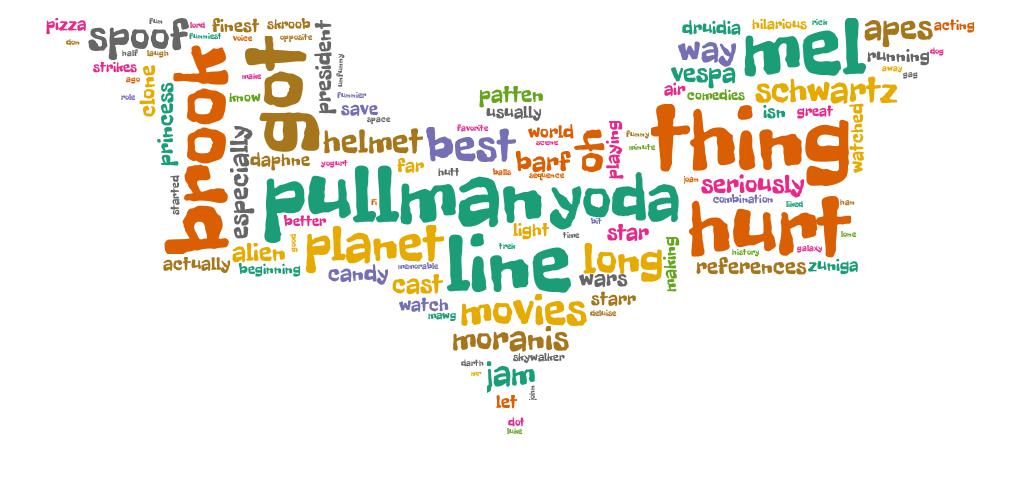 pizza
don
spoof
fun
lord
funniest
finest
voice
skroob
opposite
half
laugh
strikes
ago
role
clone
princess
brook
got
president
unfunny
make
know
funnier
save
space
started
especially
daphne
yogurt
helmet
far
hutt
best
favorite
patten
usually
world
scene
barf
balls
sequence
oh
playing
funny
minute
druidia
hilarious
rick
mel
apes
acting
way
vespa
running
dog
away
gag
air
comedies
schwartz
isn
great
thing
watched
joan
seriously
combination
liked
han
hurt
lone
galaxy
history
references
zuniga
pullman
yoda
fi
better
bit
light
time
star
actually
alien
good
beginning
planet
line
trek
long
making
candy
memorable
cast
wars
watch
mawg
movies
starr
deluise
moranis
darth
skywalker
jam
john
let
dot
luke